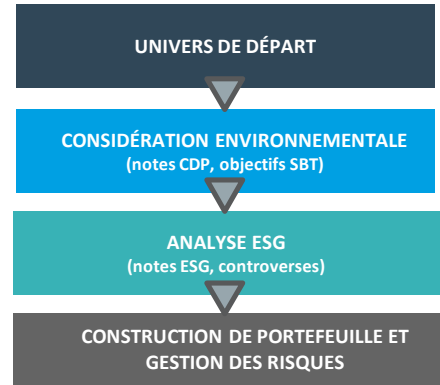 UNIVERS DE DÉPART
CONSIDÉRATION ENVIRONNEMENTALE
(notes CDP, objectifs SBT)
ANALYSE ESG
(notes ESG, controverses)
CONSTRUCTION DE PORTEFEUILLE ET
GESTION DES RISQUES